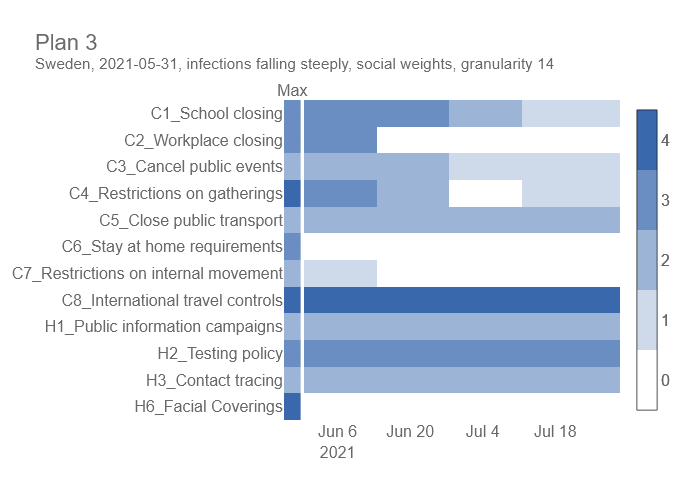 Plan 3
Sweden, 2021-05-31, infections falling steeply, social weights, granularity 14
Max
C1_School closing
C2_Workplace closing
C3_Cancel public events
C4_Restrictions on gatherings
C5_Close public transport
C6_Stay at home requirements
C7_Restrictions on internal movement
C8_International travel controls
H1_Public information campaigns
H2_Testing policy
H3_Contact tracing
H6_Facial Coverings
4
3
2
1
0
Jun 6 Jun 20 Jul 4 Jul 18
2021